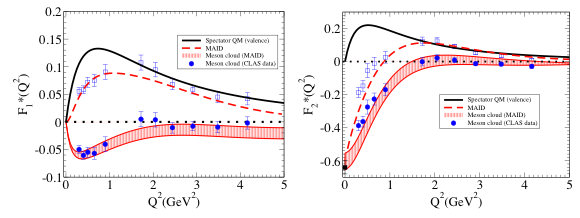 0.2
0.15
0.1
0.05
0
-0.05
-0.1
F1*(Q²)
Spectator QM (valence)
MAID
Meson cloud (MAID)
Meson cloud (CLAS data)
0 1 2 3 4 5
Q²(GeV²)
0.2
0
-0.2
-0.4
-0.6
F2*(Q²)
Spectator QM (valence)
MAID
Meson cloud (MAID)
Meson cloud (CLAS data)
0 1 2 3 4 5
Q²(GeV²)